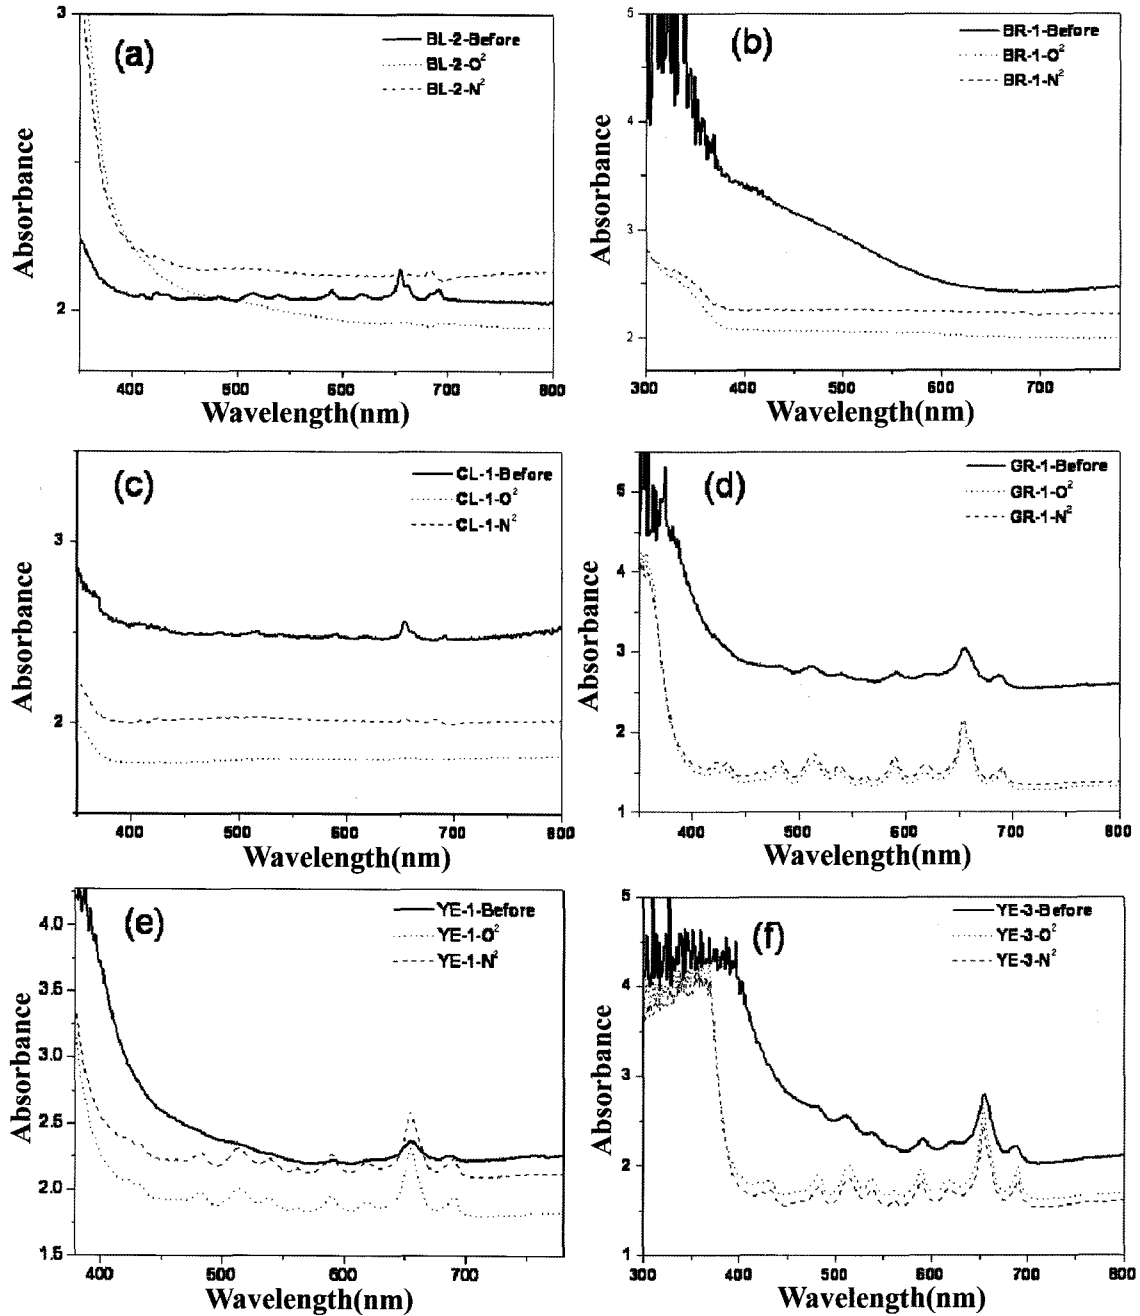 (a)
BL-2-Before
BL-2-O²
BL-2-N²
3
3
2
400 500 600 700 800
Absorbance
Wavelength(nm)
(b)
BR-1-Before
BR-1-O²
BR-1-N²
5
4
3
2
300 400 500 600 700
Absorbance
Wavelength(nm)
(c)
CL-1-Before
CL-1-O²
CL-1-N²
3
2
400 500 600 700 800
Absorbance
Wavelength(nm)
(d)
GR-1-Before
GR-1-O²
GR-1-N²
5
4
3
2
1
400 500 600 700 800
Absorbance
Wavelength(nm)
(e)
YE-1-Before
YE-1-O²
YE-1-N²
4.0
3.5
3.0
2.5
2.0
1.5
400 500 600 700
Absorbance
Wavelength(nm)
(f)
YE-3-Before
YE-3-O²
YE-3-N²
5
4
3
2
1
300 400 500 600 700 800
Absorbance
Wavelength(nm)